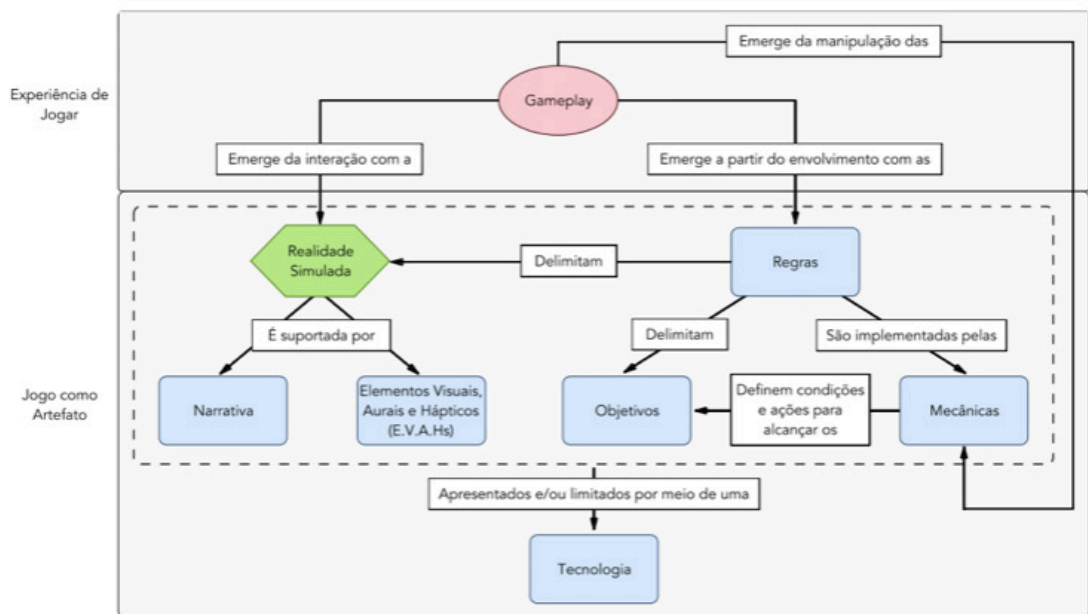 Emerge da manipulação das
Experiência de
Jogar
Gameplay
Emerge da interação com a
Emerge a partir do envolvimento com as
Realidade
Simulada
Delimitam
Regras
É suportada por
Delimitam
São implementadas pelas
Jogo como
Artefato
Narrativa
Elementos Visuais,
Aurais e Hápticos
(E.V.A.Hs)
Objetivos
Definem condições
e ações para
alcançar os
Mecânicas
Apresentados e/ou limitados por meio de uma
Tecnologia